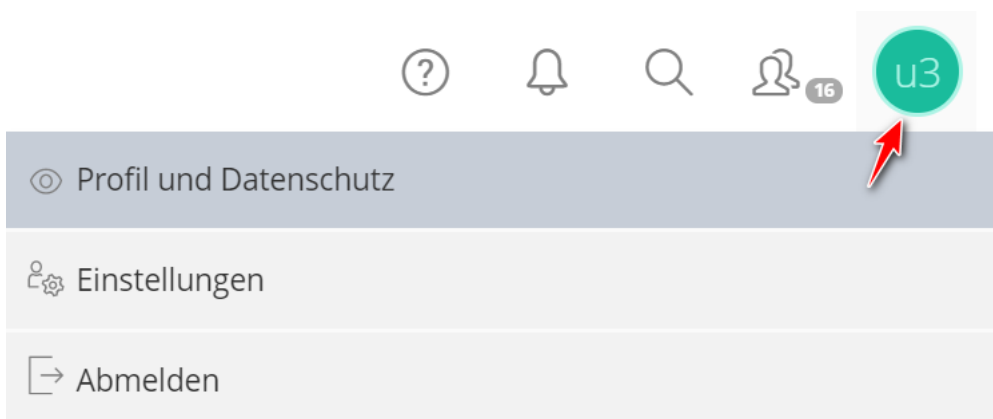 ?
16
u3
Profil und Datenschutz
Einstellungen
Abmelden